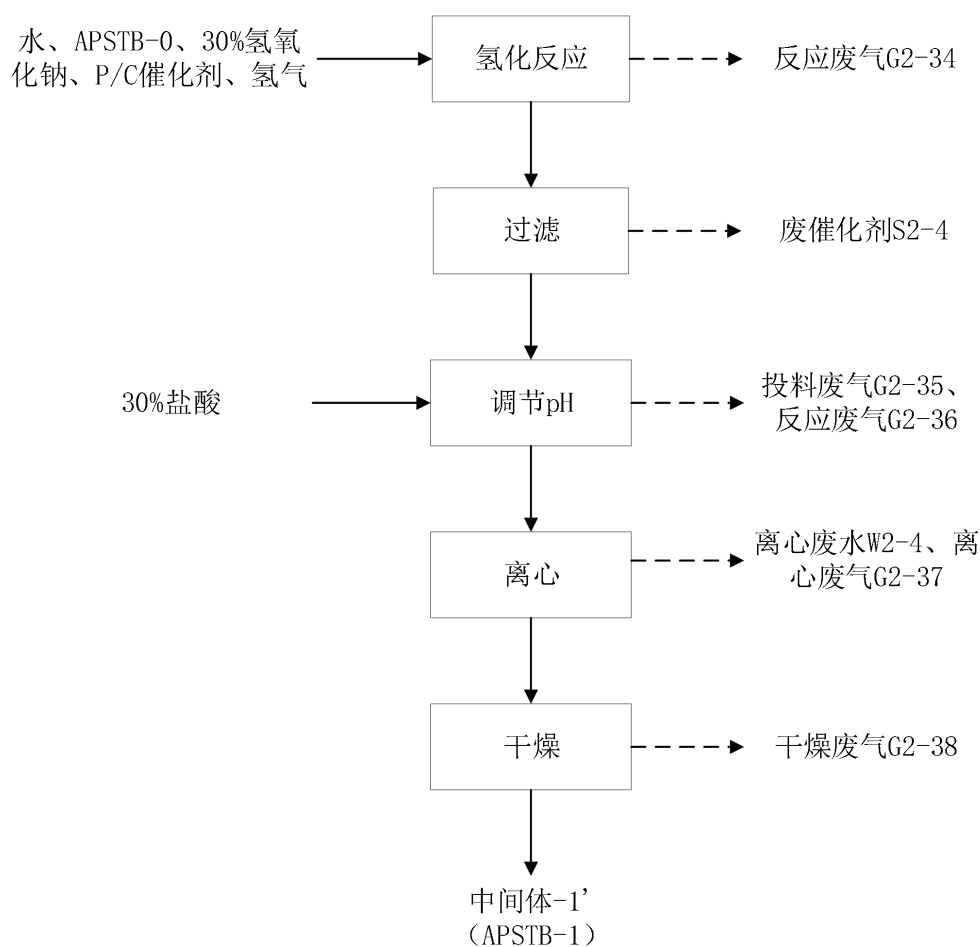 水、APSTB-0、30%氢氧
化钠、P/C催化剂、氢气
氢化反应
反应废气G2-34
过滤
废催化剂S2-4
30%盐酸
调节pH
投料废气G2-35、
反应废气G2-36
离心
离心废水W2-4、离
心废气G2-37
干燥
干燥废气G2-38
中间体-1’
（APSTB-1）